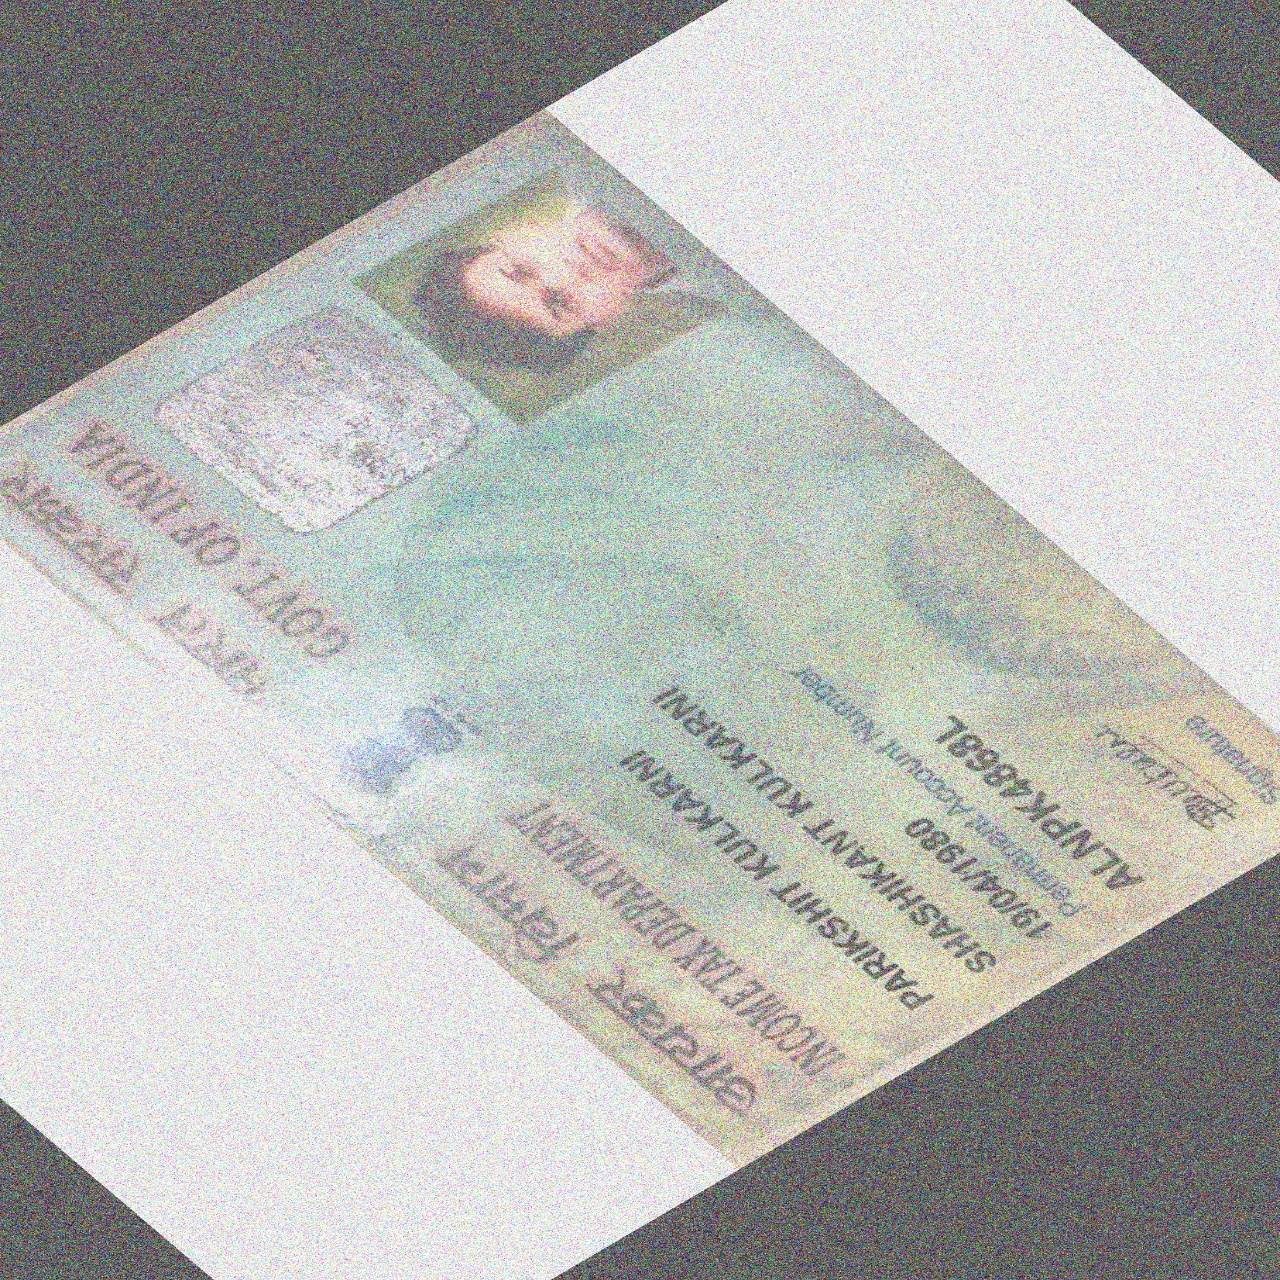 आयकर विभाग
INCOME TAX DEPARTMENT
भारत सरकार
GOVT. OF INDIA
PARIKSHIT KULKARNI
SHASHIKANT KULKARNI
19/04/1980
Permanent Account Number
ALNPK4868L
Signature